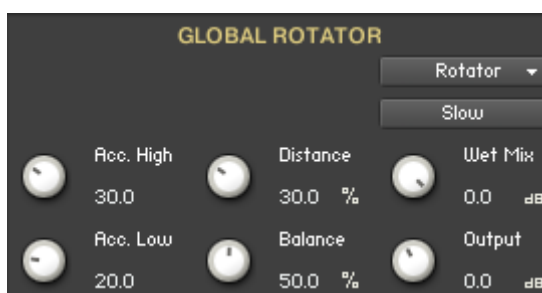 GLOBAL ROTATOR
Rotator
Slow
Acc. High Distance Wet Mix
30.0 30.0 % 0.0 dB
Acc. Low Balance Output
20.0 50.0 % 0.0 dB